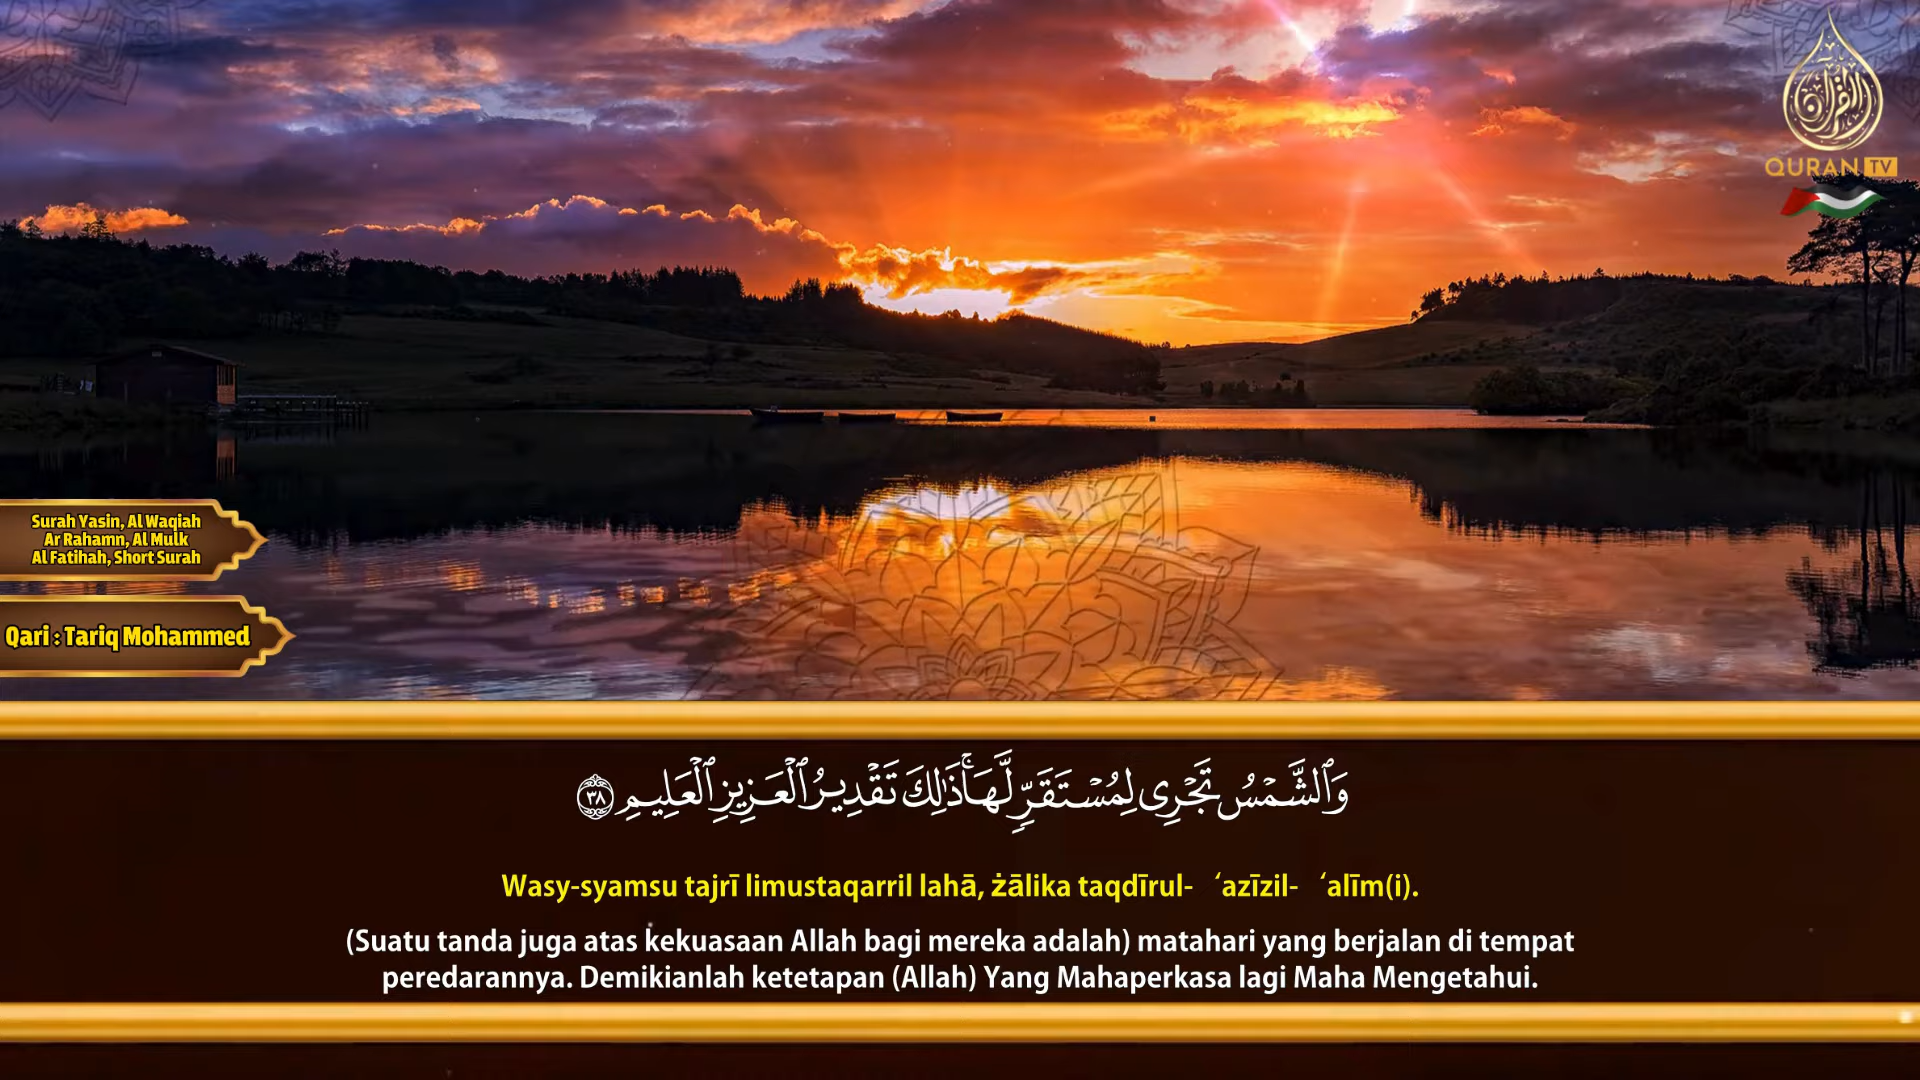 القرآن
QURAN TV
Surah Yasin, Al Waqiah
Ar Rahamn, Al Mulk
Al Fatihah, Short Surah
Qari : Tariq Mohammed
وَٱلشَّمْسُ تَجْرِى لِمُسْتَقَرٍّ لَّهَا ۚ ذَٰلِكَ تَقْدِيرُ ٱلْعَزِيزِ ٱلْعَلِيمِ ٣٨
Wasy-syamsu tajrī limustaqarril lahā, żālika taqdīrul- ‘azīzil- ‘alīm(i).
(Suatu tanda juga atas kekuasaan Allah bagi mereka adalah) matahari yang berjalan di tempat
peredarannya. Demikianlah ketetapan (Allah) Yang Mahaperkasa lagi Maha Mengetahui.